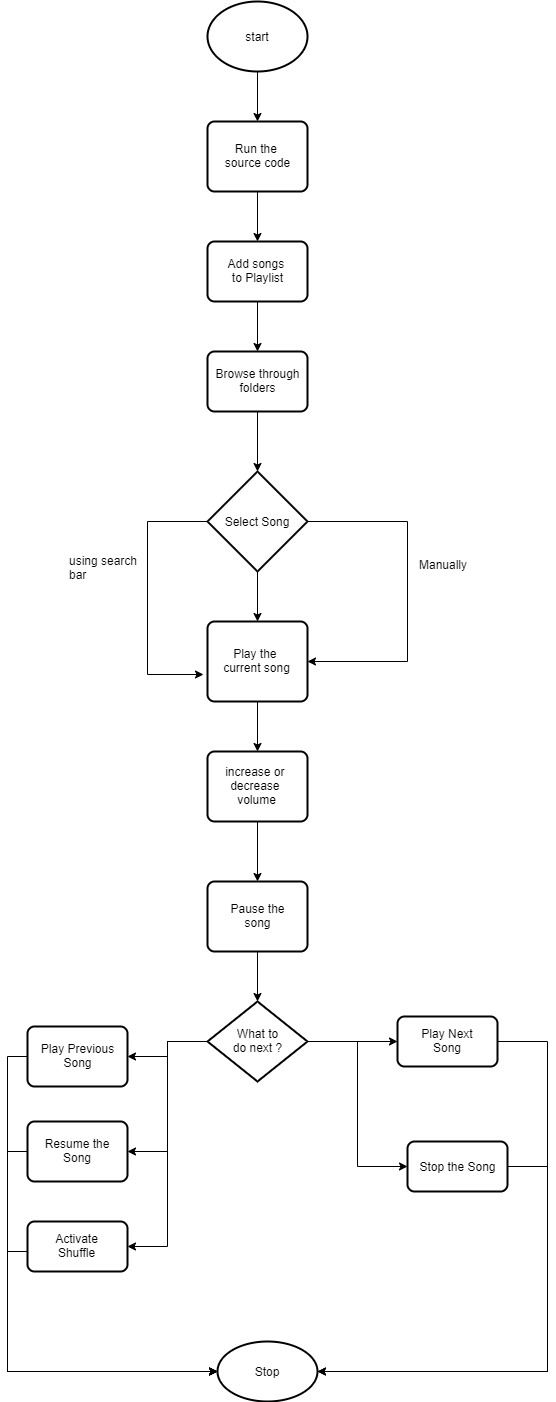 start
Run the
source code
Add songs
to Playlist
Browse through
folders
Select Song
using search
bar
Manually
Play the
current song
increase or
decrease
volume
Pause the
song
What to
do next ?
Play Previous
Song
Play Next
Song
Resume the
Song
Stop the Song
Activate
Shuffle
Stop